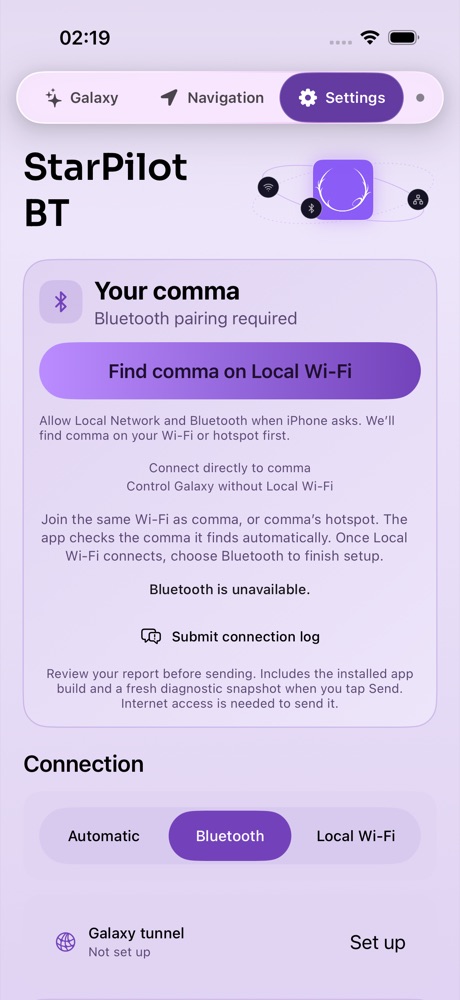 02:19
Galaxy
Navigation
Settings
StarPilot
BT
Your comma
Bluetooth pairing required
Find comma on Local Wi-Fi
Allow Local Network and Bluetooth when iPhone asks. We’ll
find comma on your Wi-Fi or hotspot first.
Connect directly to comma
Control Galaxy without Local Wi-Fi
Join the same Wi-Fi as comma, or comma’s hotspot. The
app checks the comma it finds automatically. Once Local
Wi-Fi connects, choose Bluetooth to finish setup.
Bluetooth is unavailable.
Submit connection log
Review your report before sending. Includes the installed app
build and a fresh diagnostic snapshot when you tap Send.
Internet access is needed to send it.
Connection
Automatic
Bluetooth
Local Wi-Fi
Galaxy tunnel
Not set up
Set up